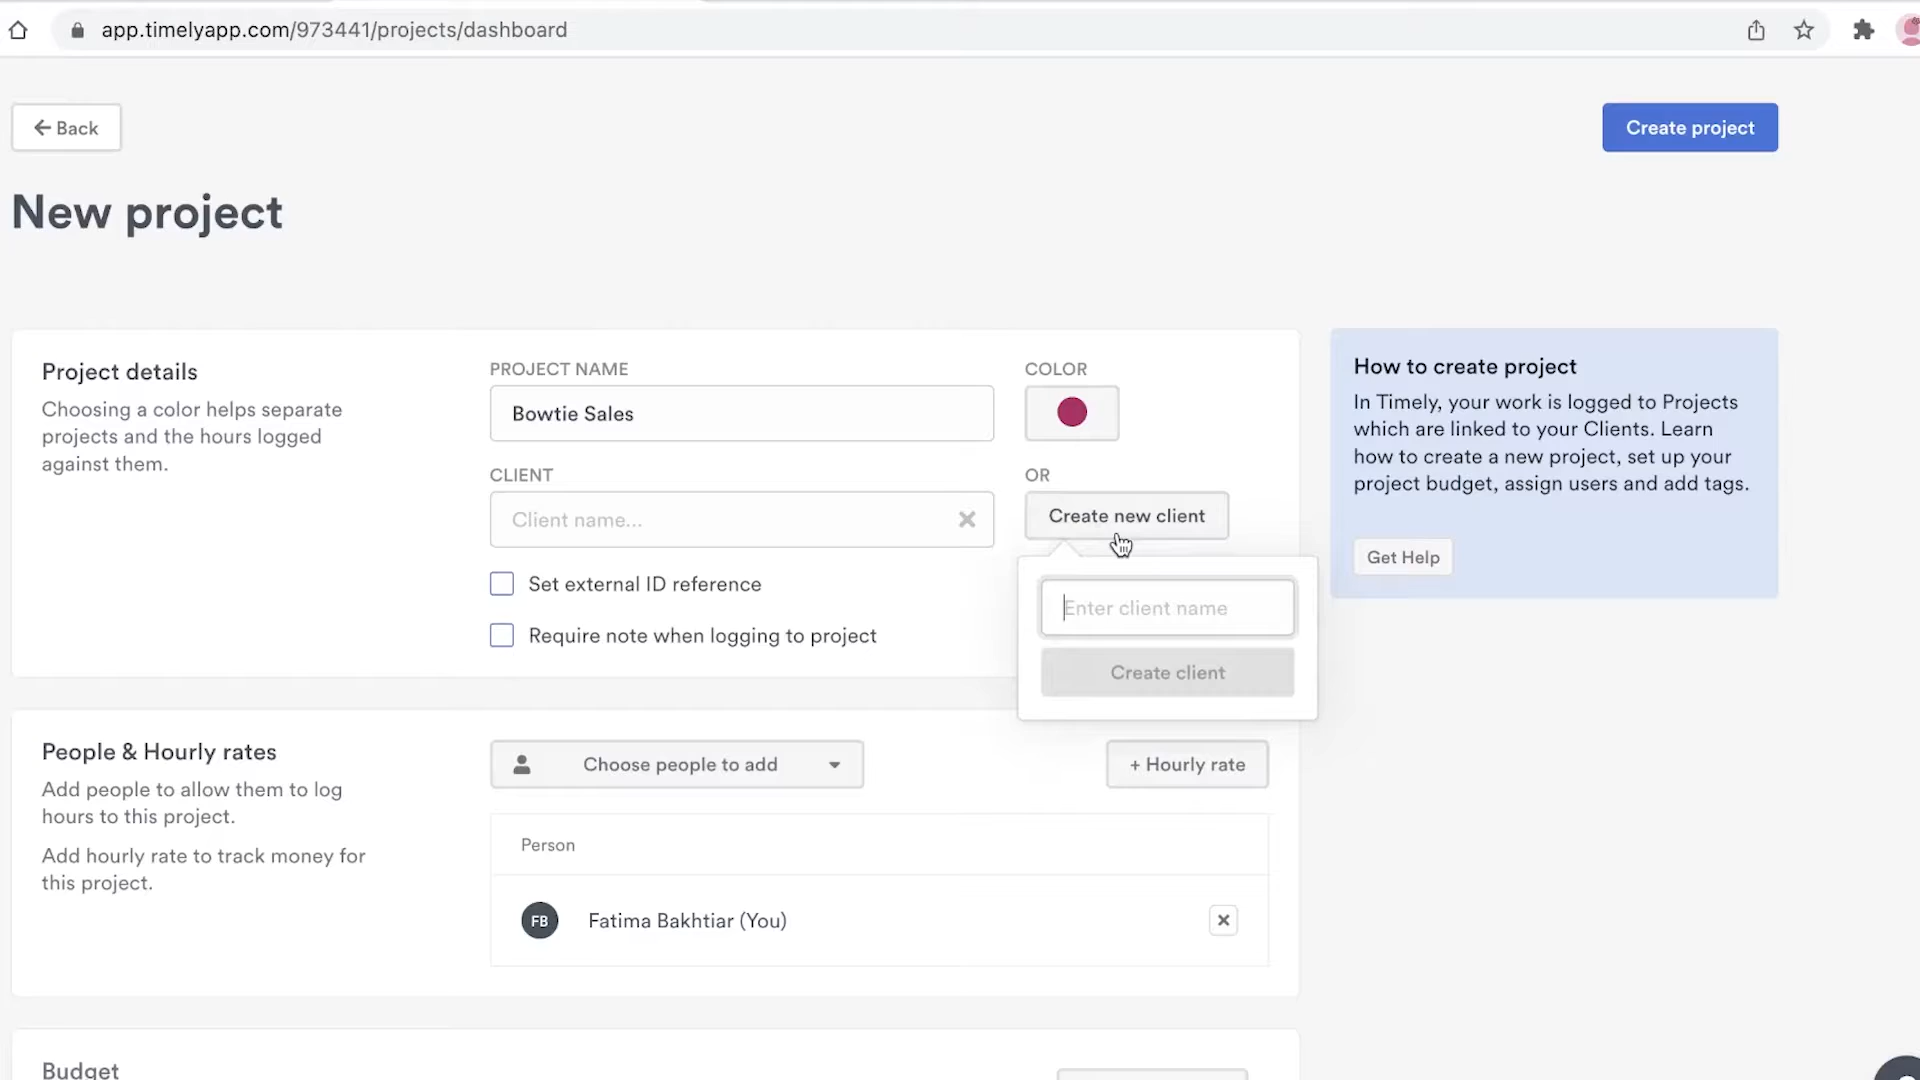 app.timelyapp.com/973441/projects/dashboard
Back
Create project
New project
Project details
Choosing a color helps separate
projects and the hours logged
against them.
PROJECT NAME
COLOR
Bowtie Sales
CLIENT
OR
Client name...
Create new client
Set external ID reference
Require note when logging to project
Enter client name
Create client
How to create project
In Timely, your work is logged to Projects
which are linked to your Clients. Learn
how to create a new project, set up your
project budget, assign users and add tags.
Get Help
People & Hourly rates
Add people to allow them to log
hours to this project.
Add hourly rate to track money for
this project.
Choose people to add
+ Hourly rate
Person
FB
Fatima Bakhtiar (You)
Budget